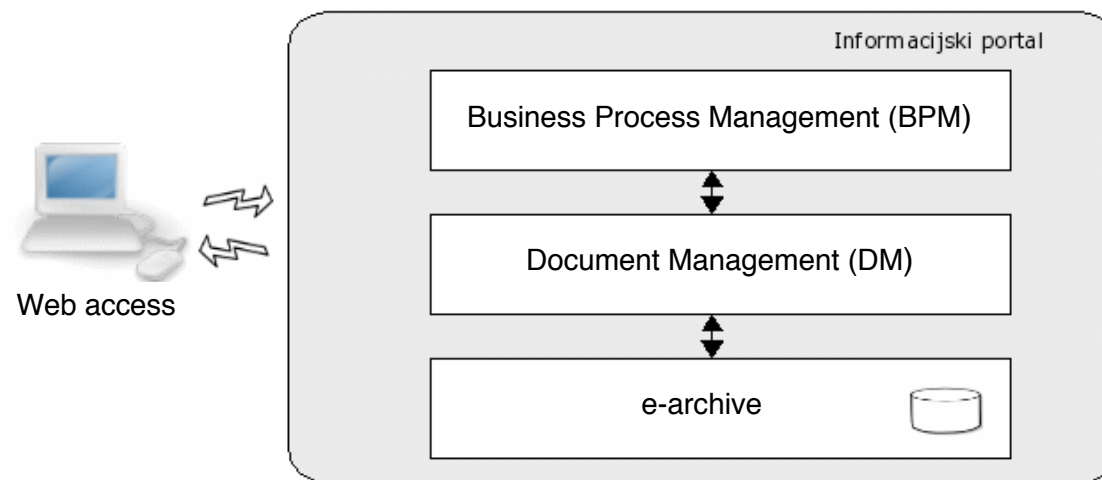 Informacijski portal
Business Process Management (BPM)
Document Management (DM)
Web access
e-archive